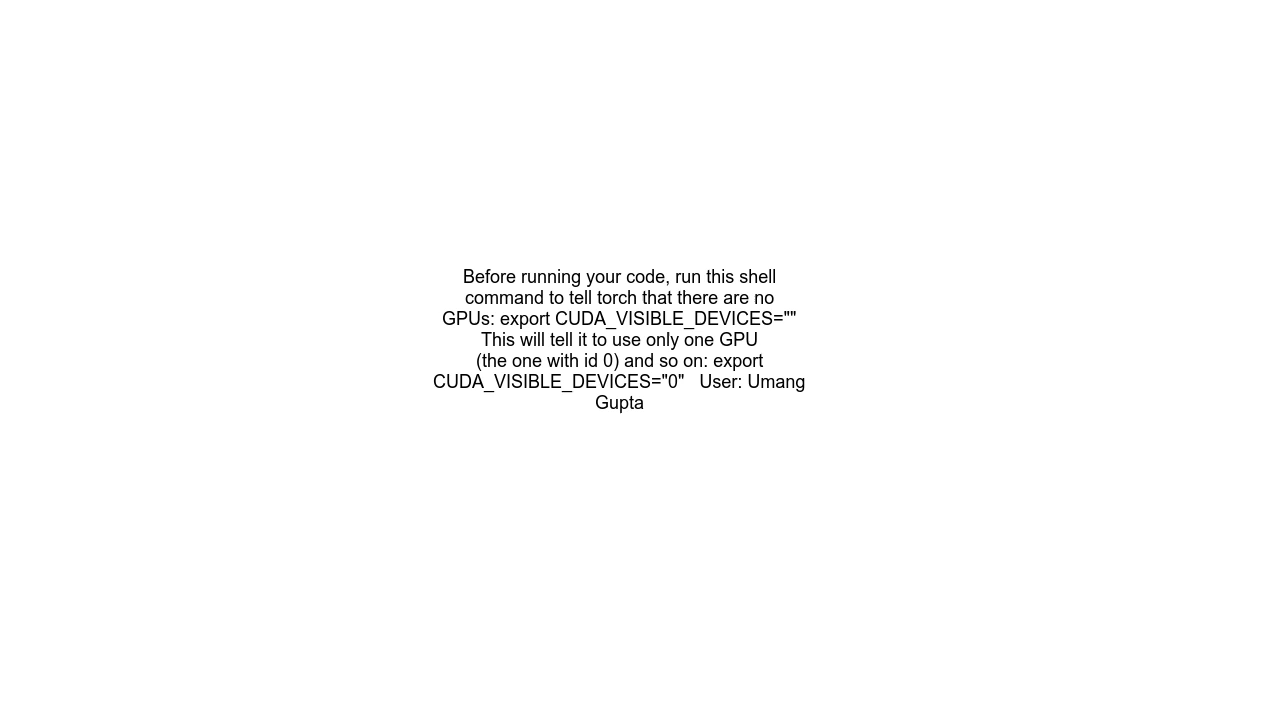 Before running your code, run this shell
command to tell torch that there are no
GPUs: export CUDA_VISIBLE_DEVICES=""
This will tell it to use only one GPU
(the one with id 0) and so on: export
CUDA_VISIBLE_DEVICES="0"   User: Umang
Gupta